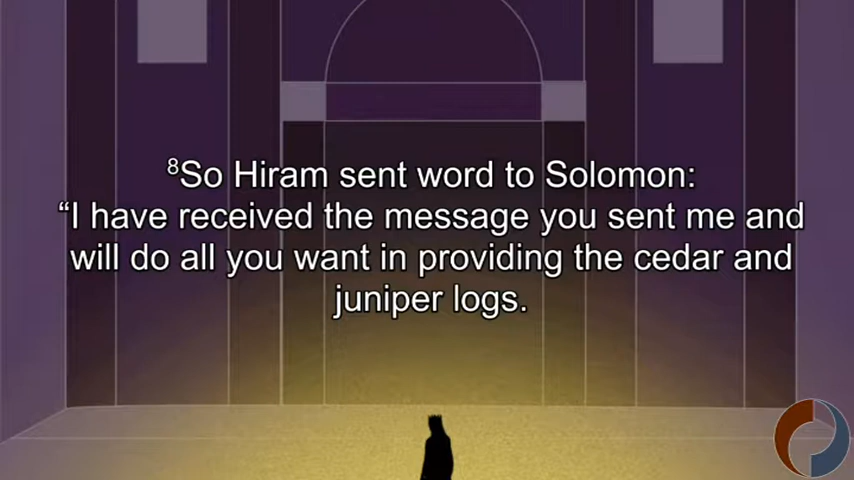 ⁸So Hiram sent word to Solomon:
“I have received the message you sent me and
will do all you want in providing the cedar and
juniper logs.